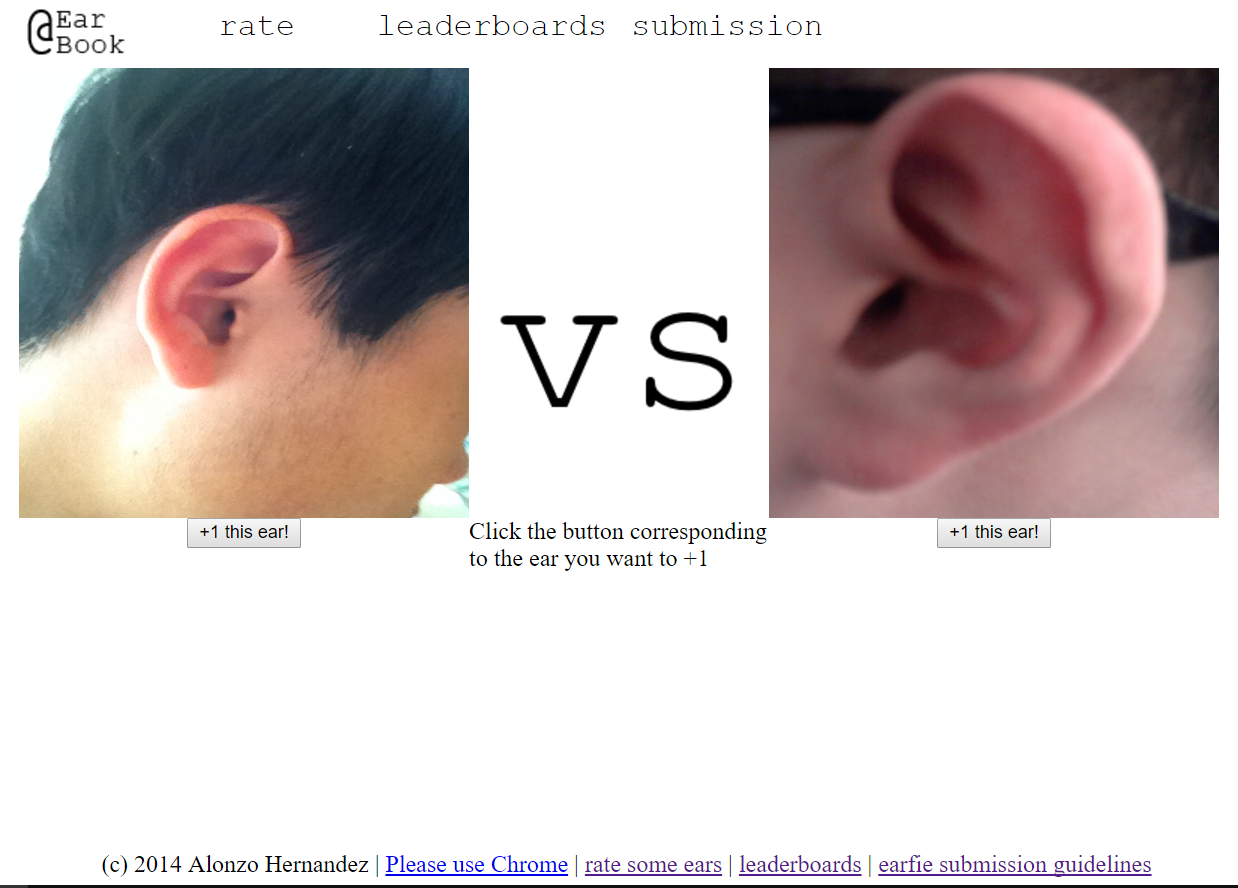 @Ear
Book
rate leaderboards submission
vs
+1 this ear!
Click the button corresponding
to the ear you want to +1
+1 this ear!
(c) 2014 Alonzo Hernandez | Please use Chrome | rate some ears | leaderboards | earfie submission guidelines